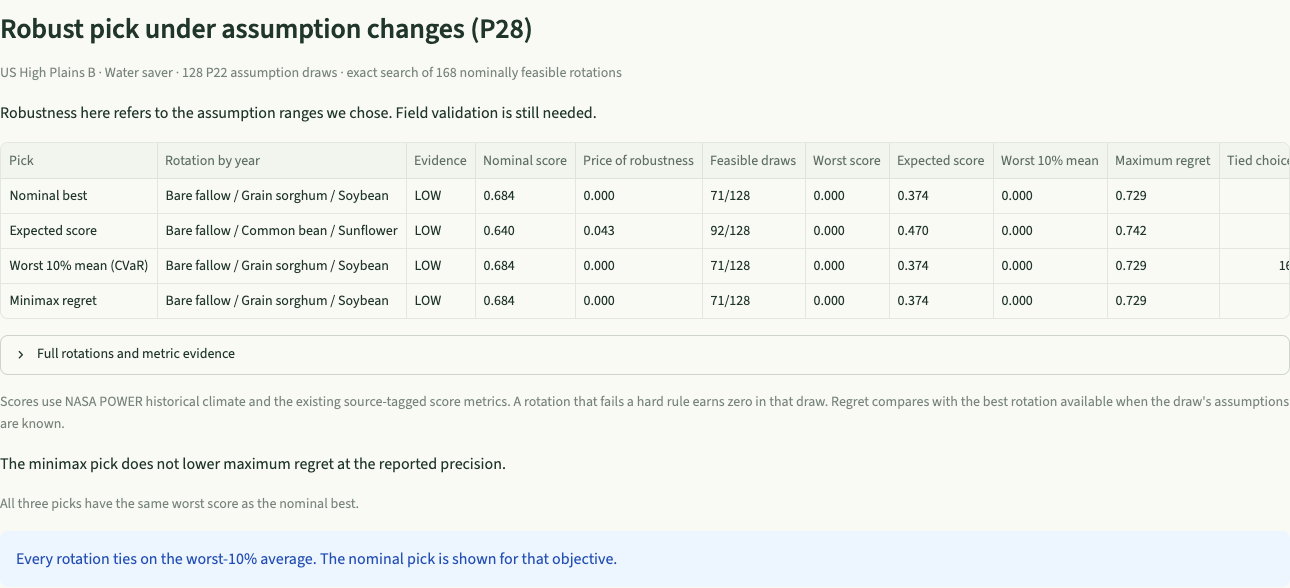 Robust pick under assumption changes (P28)
US High Plains B · Water saver · 128 P22 assumption draws · exact search of 168 nominally feasible rotations
Robustness here refers to the assumption ranges we chose. Field validation is still needed.
Pick Rotation by year Evidence Nominal score Price of robustness Feasible draws Worst score Expected score Worst 10% mean Maximum regret Tied choice
Nominal best Bare fallow / Grain sorghum / Soybean LOW 0.684 0.000 71/128 0.000 0.374 0.000 0.729
Expected score Bare fallow / Common bean / Sunflower LOW 0.640 0.043 92/128 0.000 0.470 0.000 0.742
Worst 10% mean (CVaR) Bare fallow / Grain sorghum / Soybean LOW 0.684 0.000 71/128 0.000 0.374 0.000 0.729 16
Minimax regret Bare fallow / Grain sorghum / Soybean LOW 0.684 0.000 71/128 0.000 0.374 0.000 0.729
Full rotations and metric evidence
Scores use NASA POWER historical climate and the existing source-tagged score metrics. A rotation that fails a hard rule earns zero in that draw. Regret compares with the best rotation available when the draw's assumptions
are known.
The minimax pick does not lower maximum regret at the reported precision.
All three picks have the same worst score as the nominal best.
Every rotation ties on the worst-10% average. The nominal pick is shown for that objective.